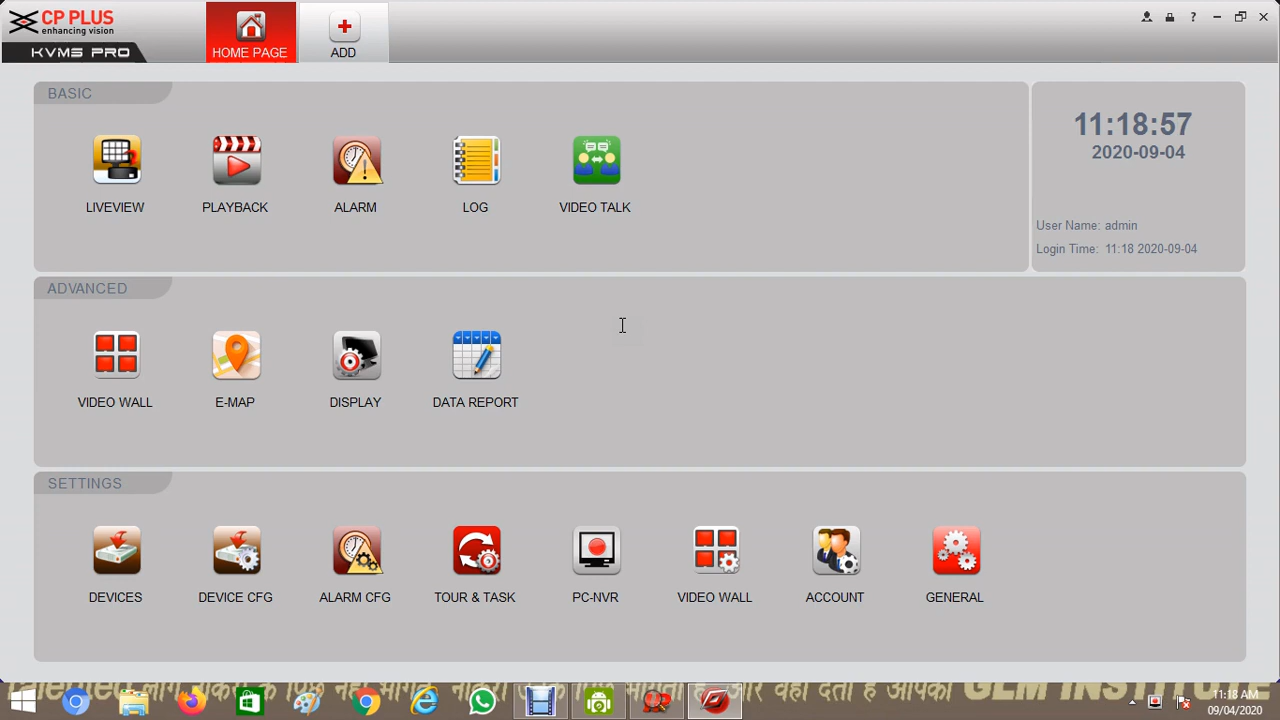 CP PLUS
enhancing vision
KVMS PRO
HOME PAGE
ADD
BASIC
LIVEVIEW
PLAYBACK
ALARM
LOG
VIDEO TALK
11:18:57
2020-09-04
User Name: admin
Login Time: 11:18 2020-09-04
ADVANCED
VIDEO WALL
E-MAP
DISPLAY
DATA REPORT
SETTINGS
DEVICES
DEVICE CFG
ALARM CFG
TOUR & TASK
PC-NVR
VIDEO WALL
ACCOUNT
GENERAL
देता है आपको GLM INSTITUTE
11:18 AM
09/04/2020